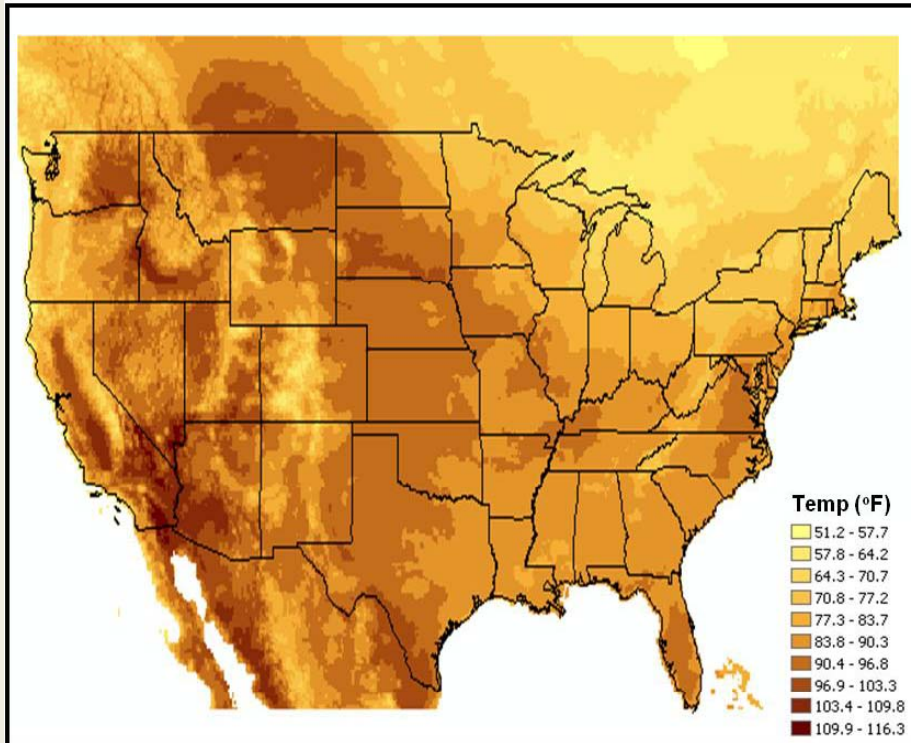 Temp (°F)
51.2 - 57.7
57.8 - 64.2
64.3 - 70.7
70.8 - 77.2
77.3 - 83.7
83.8 - 90.3
90.4 - 96.8
96.9 - 103.3
103.4 - 109.8
109.9 - 116.3